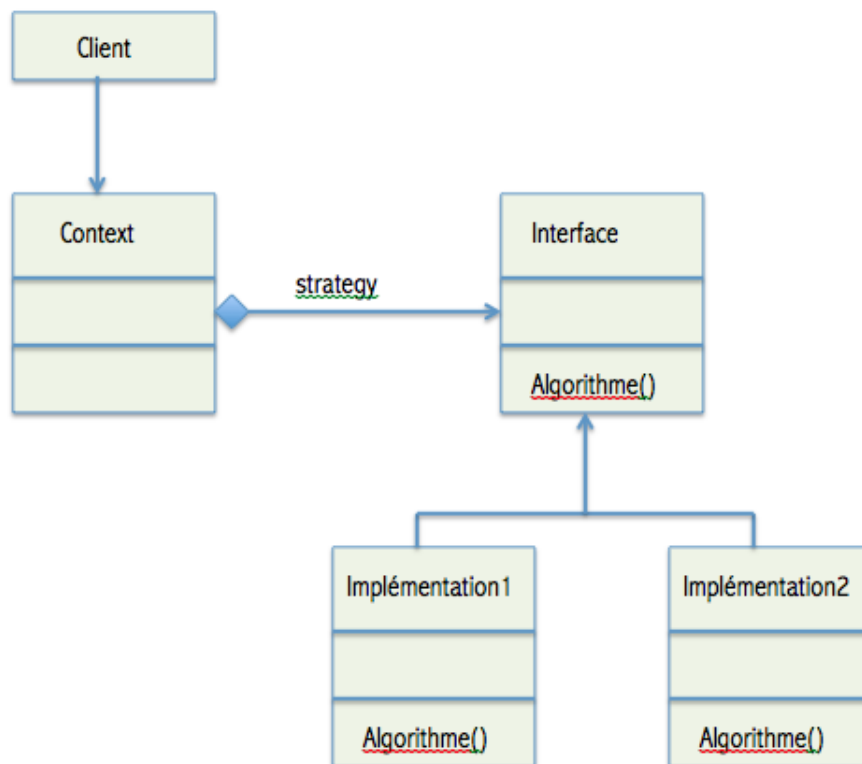 Client
Context
Interface
strategy
Algorithme()
Implémentation1
Implémentation2
Algorithme()
Algorithme()